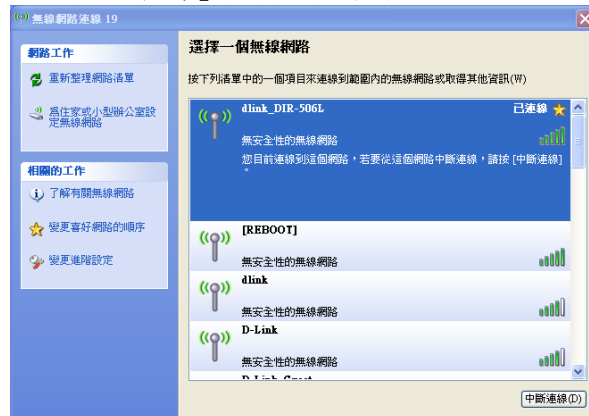 無線網路連線 19
網路工作
重新整理網路清單
為住家或小型辦公室設
定無線網路
相關的工作
了解有關無線網路
變更喜好網路的順序
變更進階設定
選擇一個無線網路
按下列清單中的一個項目來連線到範圍內的無線網路或取得其他資訊(W)
dlink_DIR-506L 已連線
無安全性的無線網路
您目前連線到這個網路。若要從這個網路中斷連線，請按 [中斷連線]
。
[REBOOT]
無安全性的無線網路
dlink
無安全性的無線網路
D-Link
無安全性的無線網路
D-Link_Guest
中斷連線(D)